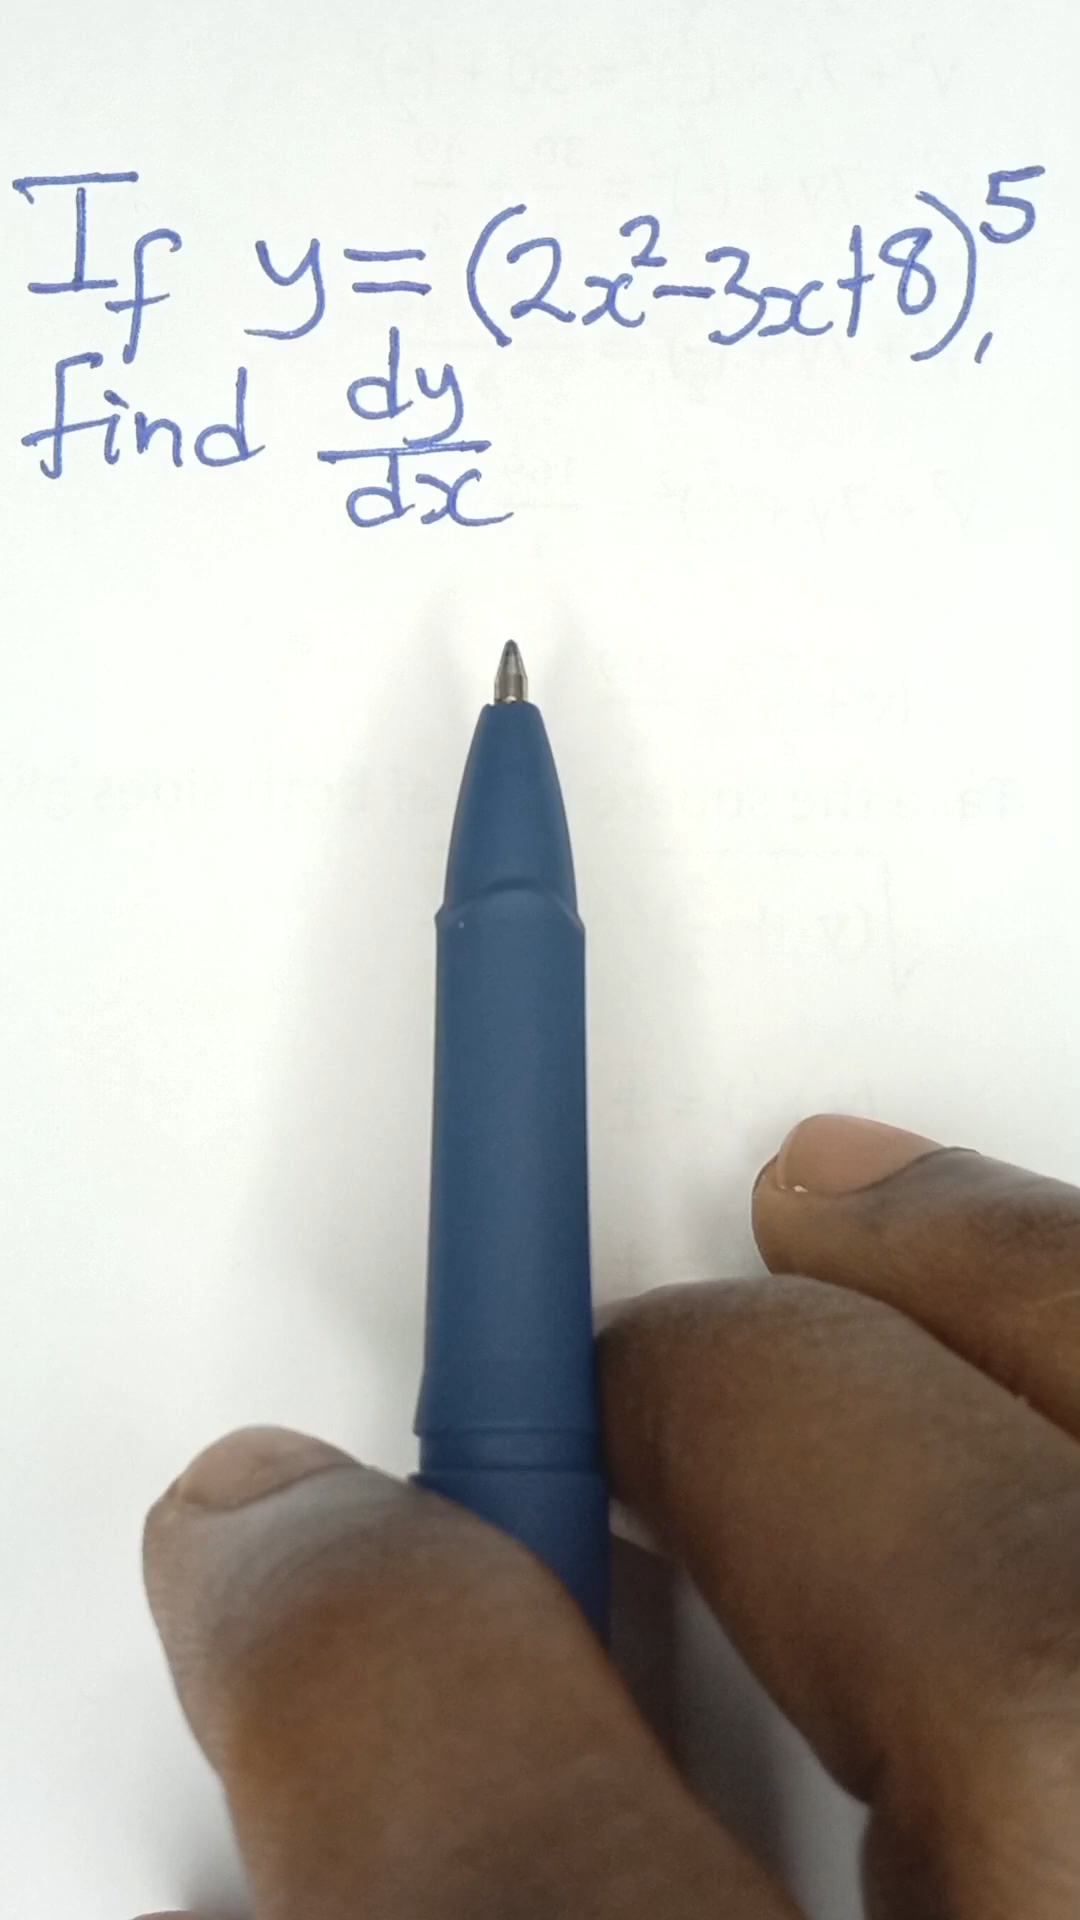 If y = (2x² - 3x + 8)⁵,
find dy/dx